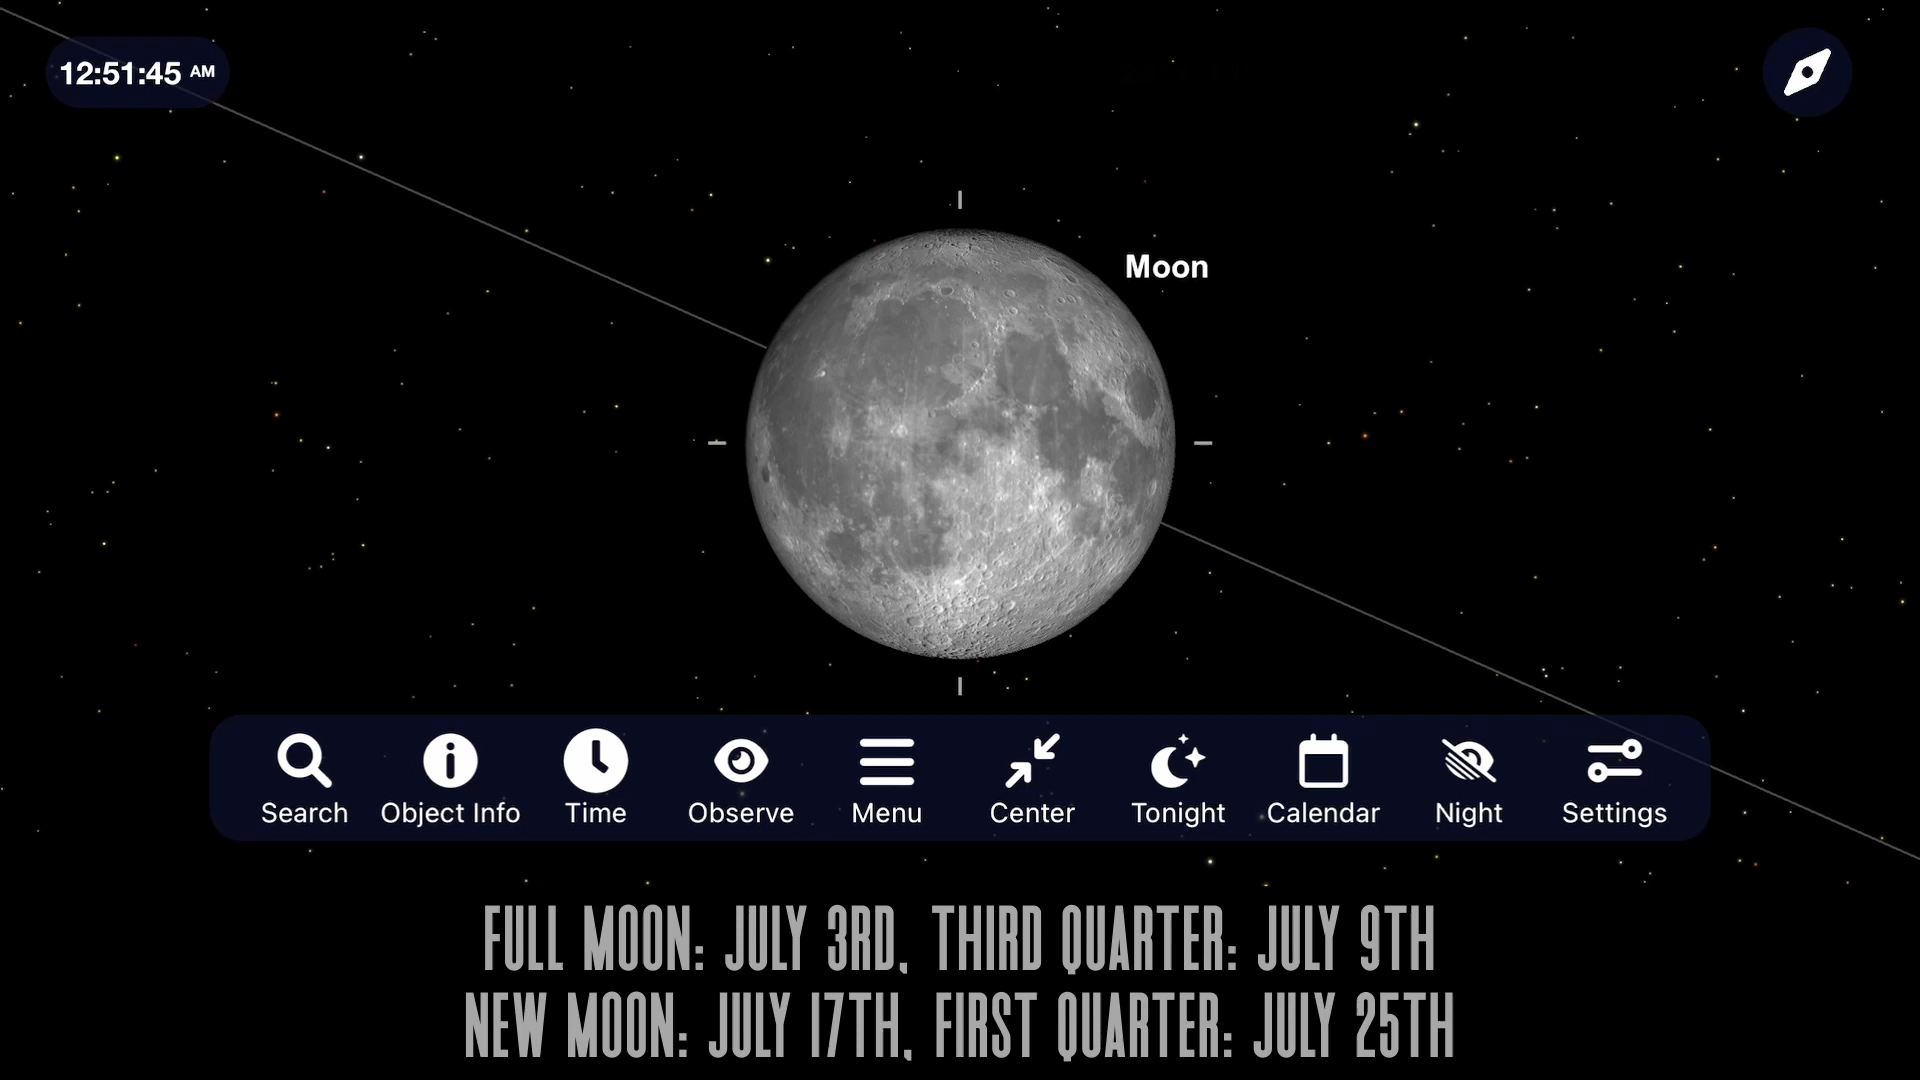 12:51:45 AM
Moon
Search Object Info Time Observe Menu Center Tonight Calendar Night Settings
FULL MOON: JULY 3RD, THIRD QUARTER: JULY 9TH
NEW MOON: JULY 17TH, FIRST QUARTER: JULY 25TH